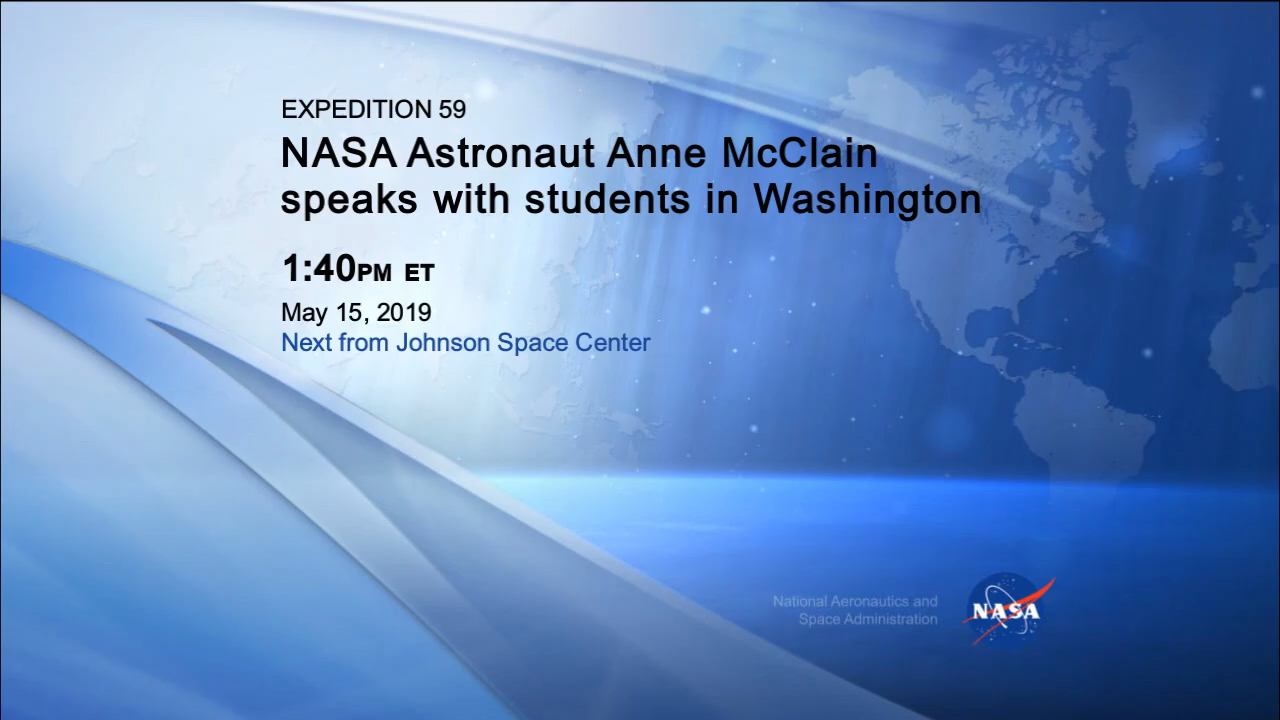 EXPEDITION 59
NASA Astronaut Anne McClain
speaks with students in Washington
1:40PM ET
May 15, 2019
Next from Johnson Space Center
National Aeronautics and
Space Administration
NASA